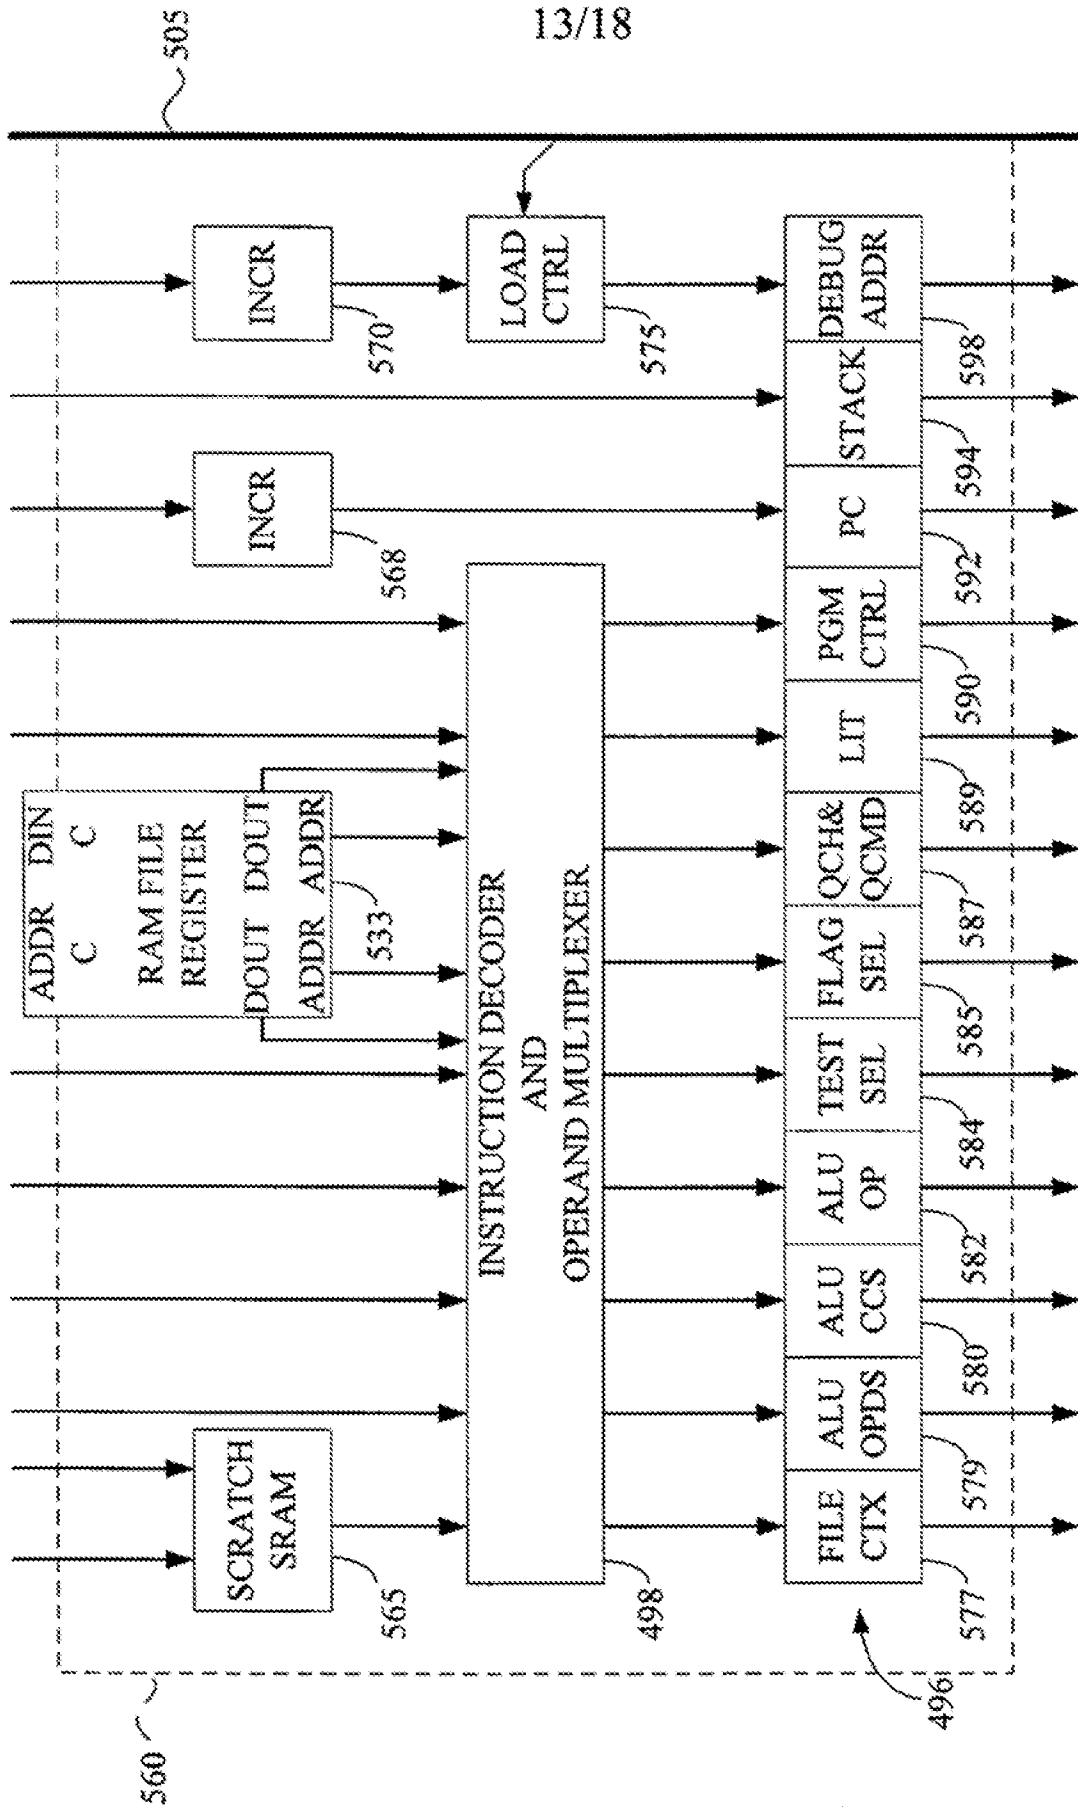 13/18
505
INCR
570
LOAD
CTRL
575
DEBUG
ADDR
598
STACK
594
INCR
568
PC
592
PGM
CTRL
590
LIT
589
ADDR DIN
C C
RAM FILE
REGISTER
DOUT DOUT
ADDR ADDR
533
INSTRUCTION DECODER
AND
OPERAND MULTIPLEXER
498
QCH&
QCMD
587
FLAG
SEL
585
TEST
SEL
584
ALU
OP
582
ALU
CCS
580
ALU
OPDS
579
FILE
CTX
577
SCRATCH
SRAM
565
496
560